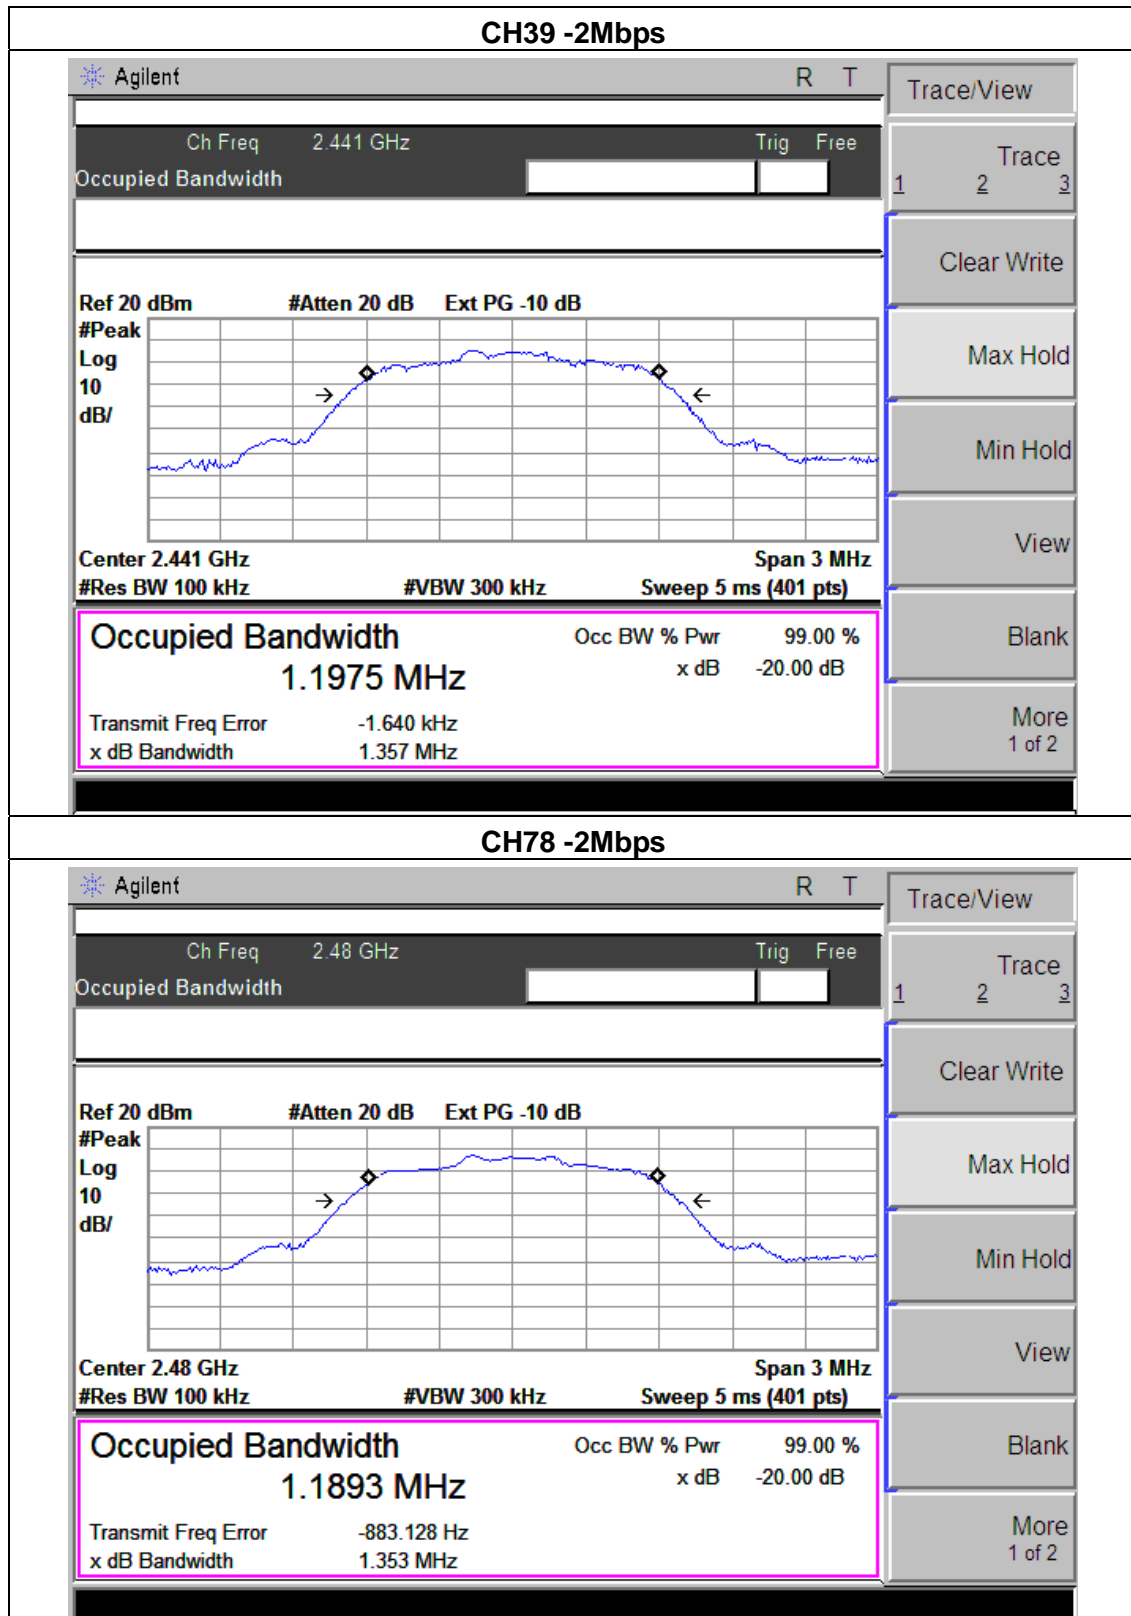 CH39 -2Mbps
Agilent R T
Trace/View
Ch Freq 2.441 GHz Trig Free
Occupied Bandwidth
Trace
1 2 3
Clear Write
Ref 20 dBm #Atten 20 dB Ext PG -10 dB
#Peak
Log
10
dB/
Max Hold
Min Hold
Center 2.441 GHz Span 3 MHz
#Res BW 100 kHz #VBW 300 kHz Sweep 5 ms (401 pts)
View
Occupied Bandwidth Occ BW % Pwr 99.00 %
1.1975 MHz x dB -20.00 dB
Transmit Freq Error -1.640 kHz
x dB Bandwidth 1.357 MHz
Blank
More
1 of 2
CH78 -2Mbps
Agilent R T
Trace/View
Ch Freq 2.48 GHz Trig Free
Occupied Bandwidth
Trace
1 2 3
Clear Write
Ref 20 dBm #Atten 20 dB Ext PG -10 dB
#Peak
Log
10
dB/
Max Hold
Min Hold
Center 2.48 GHz Span 3 MHz
#Res BW 100 kHz #VBW 300 kHz Sweep 5 ms (401 pts)
View
Occupied Bandwidth Occ BW % Pwr 99.00 %
1.1893 MHz x dB -20.00 dB
Transmit Freq Error -883.128 Hz
x dB Bandwidth 1.353 MHz
Blank
More
1 of 2